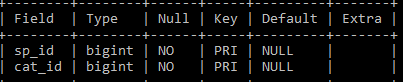 +--------+--------+------+-----+---------+-------+
| Field  | Type   | Null | Key | Default | Extra |
+--------+--------+------+-----+---------+-------+
| sp_id  | bigint | NO   | PRI | NULL    |       |
| cat_id | bigint | NO   | PRI | NULL    |       |
+--------+--------+------+-----+---------+-------+